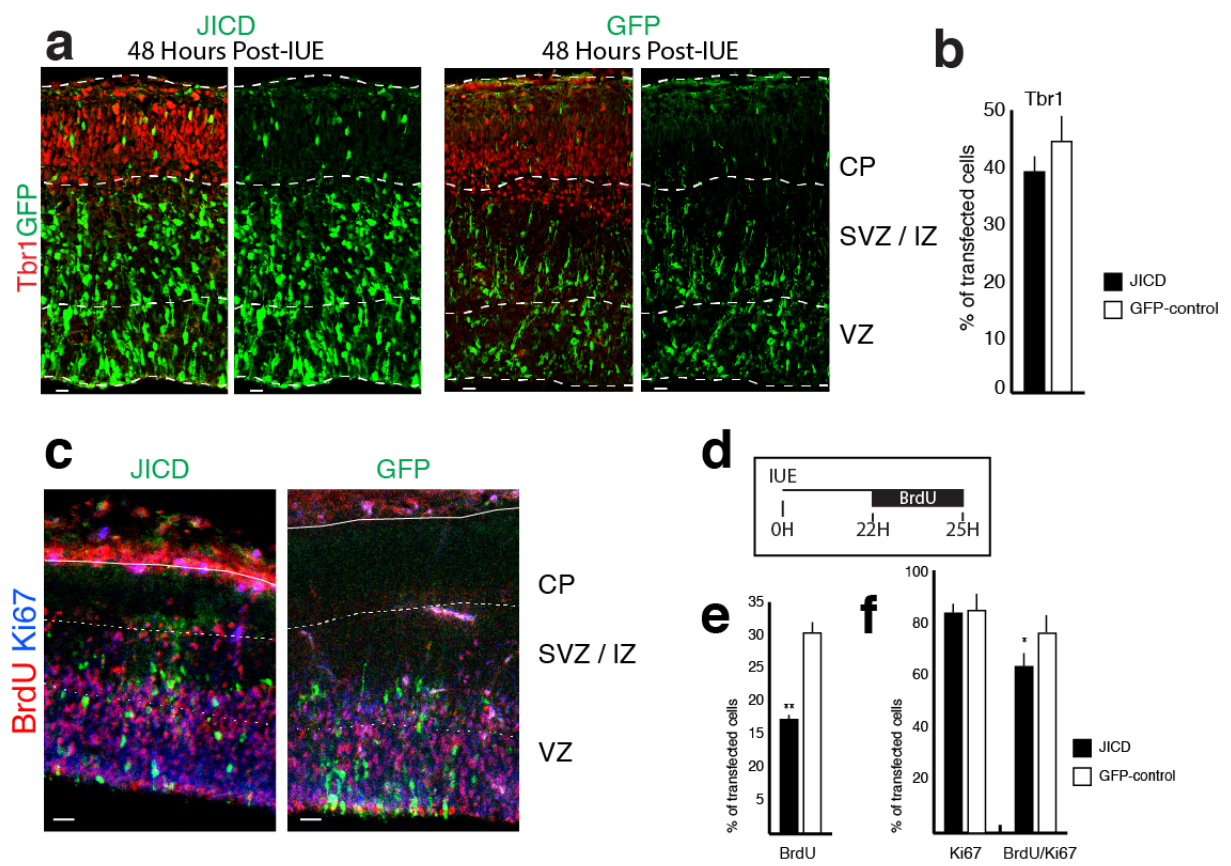 a
JICD
48 Hours Post-IUE
GFP
48 Hours Post-IUE
Tbr1GFP
CP
SVZ / IZ
VZ
b
Tbr1
% of transfected cells
50
40
30
20
10
0
JICD
GFP-control
c
JICD
GFP
BrdU Ki67
CP
SVZ / IZ
VZ
d
IUE
BrdU
0H
22H
25H
e
% of transfected cells
35
30
25
20
15
10
5
**
BrdU
f
% of transfected cells
100
80
60
40
20
*
Ki67
BrdU/Ki67
JICD
GFP-control